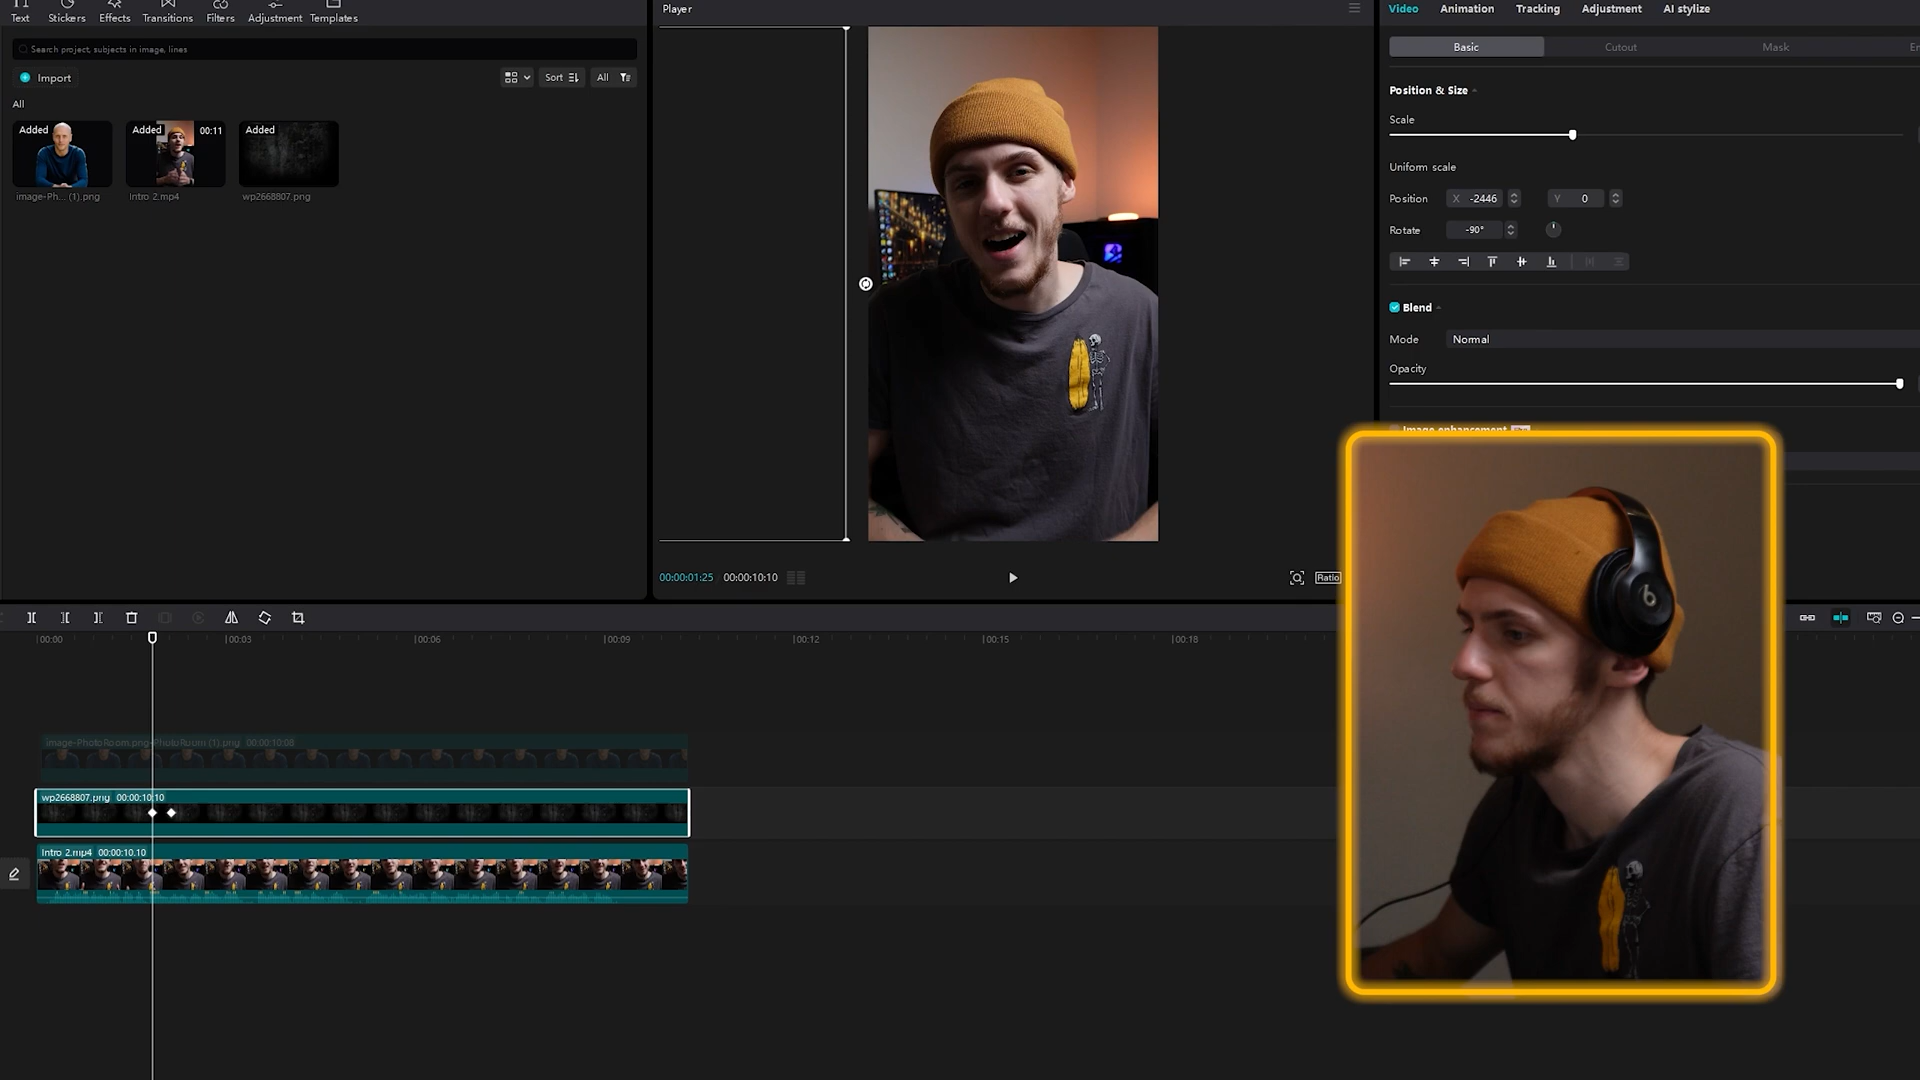 Text
Stickers
Effects
Transitions
Filters
Adjustment
Templates
Player
Video
Animation
Tracking
Adjustment
AI stylize
Search project, subjects in image, lines
Basic
Cutout
Mask
Import
Sort
All
All
Position & Size
Scale
Added
Added
00:11
Added
image-Ph... (1).png
Intro 2.mp4
wp2668807.png
Uniform scale
Position
X -2446
Y 0
Rotate
-90°
Blend
Mode
Normal
Opacity
Image enhancement
00:00:01:25
00:00:10:10
Ratio
00:00
00:03
00:06
00:09
00:12
00:15
00:18
image-PhotoRoom.png-PhotoRoom (1).png 00:00:10:08
wp2668807.png 00:00:10:10
Intro 2.mp4 00:00:10:10